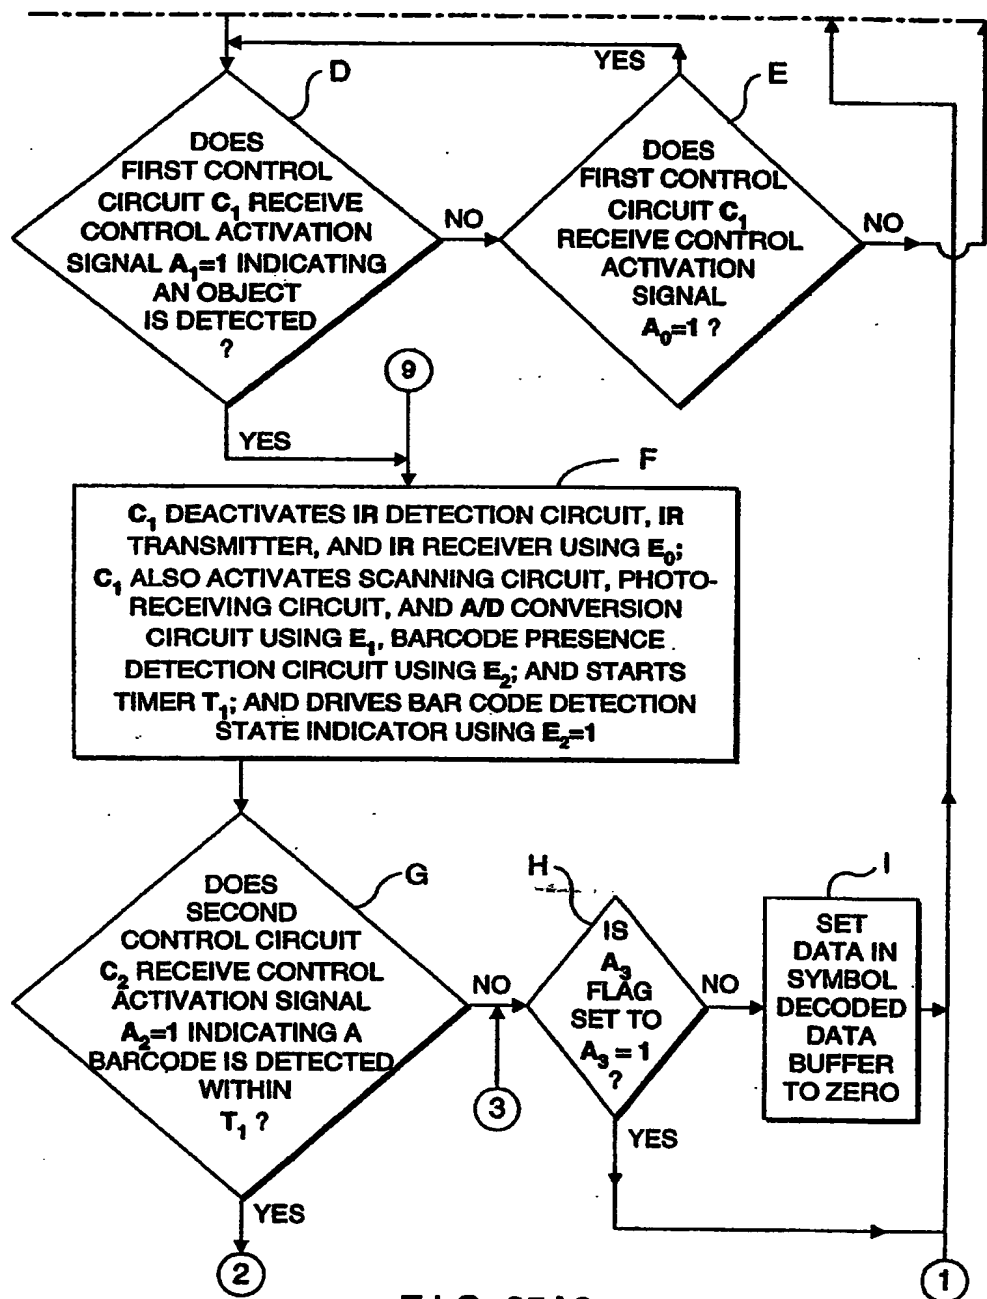 YES
D
E
DOES
FIRST CONTROL
CIRCUIT C₁ RECEIVE
CONTROL ACTIVATION
SIGNAL A₁=1 INDICATING
AN OBJECT
IS DETECTED
?
NO
DOES
FIRST CONTROL
CIRCUIT C₁
RECEIVE CONTROL
ACTIVATION
SIGNAL
A₀=1 ?
NO
9
YES
F
C₁ DEACTIVATES IR DETECTION CIRCUIT, IR
TRANSMITTER, AND IR RECEIVER USING E₀;
C₁ ALSO ACTIVATES SCANNING CIRCUIT, PHOTO-
RECEIVING CIRCUIT, AND A/D CONVERSION
CIRCUIT USING E₁, BARCODE PRESENCE
DETECTION CIRCUIT USING E₂; AND STARTS
TIMER T₁; AND DRIVES BAR CODE DETECTION
STATE INDICATOR USING E₂=1
G
DOES
SECOND
CONTROL CIRCUIT
C₂ RECEIVE CONTROL
ACTIVATION SIGNAL
A₂=1 INDICATING A
BARCODE IS DETECTED
WITHIN
T₁ ?
NO
3
H
IS
A₃
FLAG
SET TO
A₃ = 1
?
NO
YES
I
SET
DATA IN
SYMBOL
DECODED
DATA
BUFFER
TO ZERO
YES
2
1